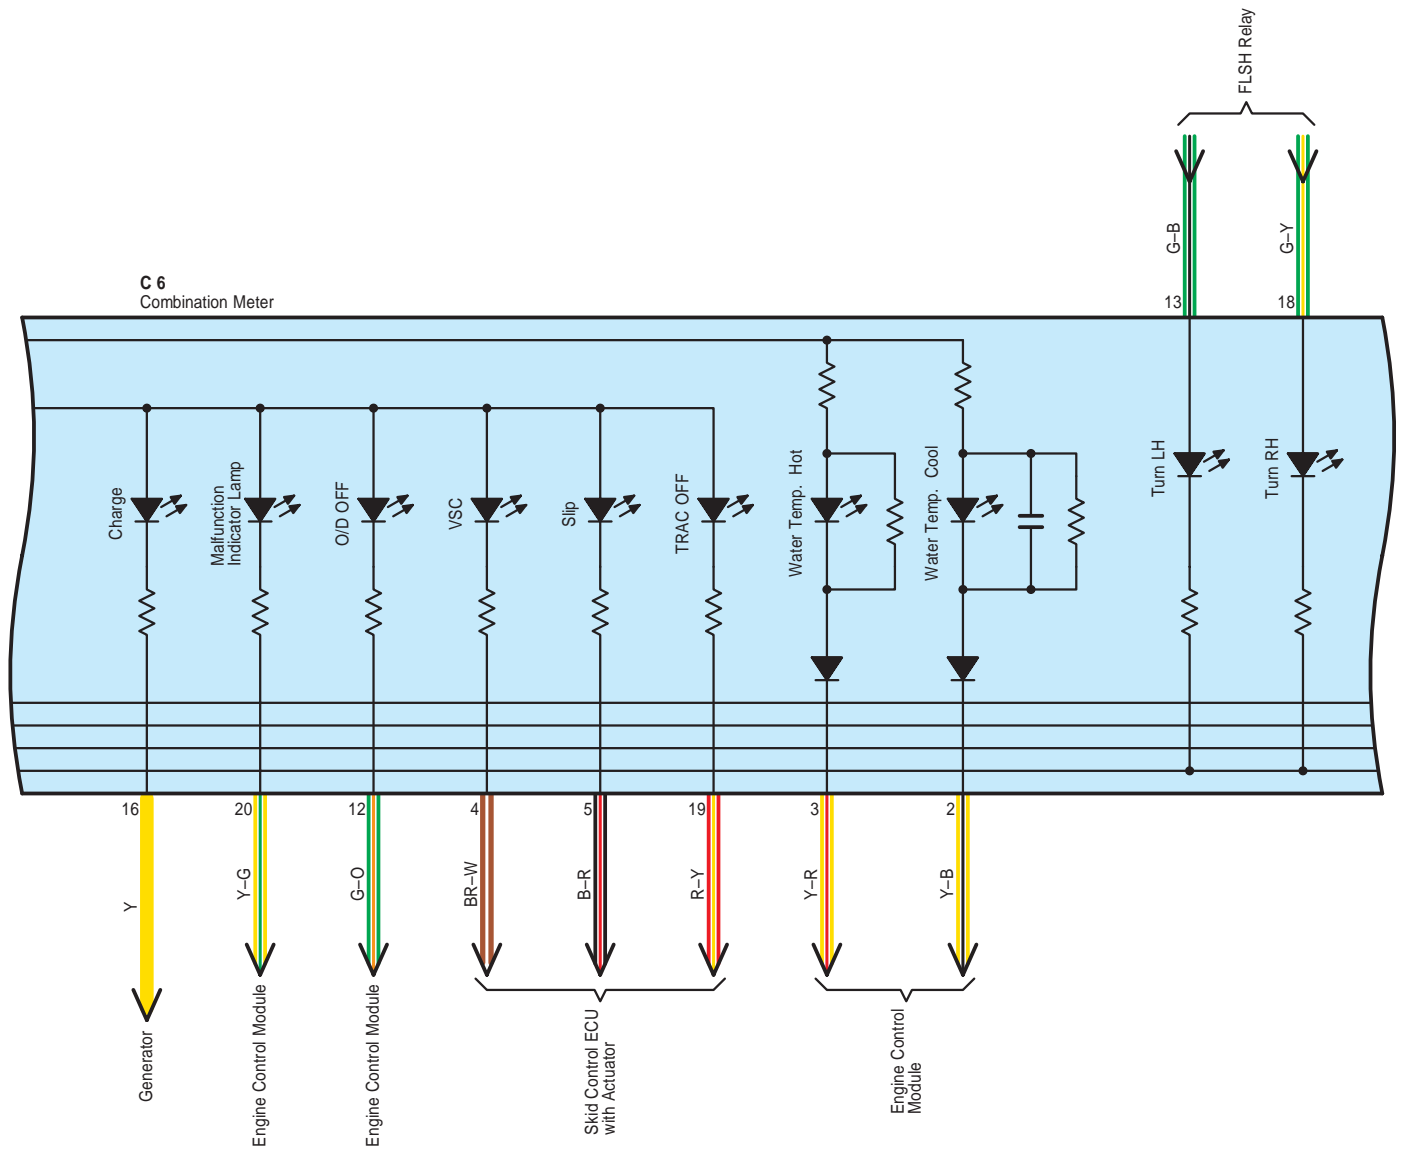 FLSH Relay
G–B
G–Y
C 6
Combination Meter
13
18
Charge
Malfunction
Indicator Lamp
O/D OFF
VSC
Slip
TRAC OFF
Water Temp. Hot
Water Temp. Cool
Turn LH
Turn RH
16
20
12
4
5
19
3
2
Y
Y–G
G–O
BR–W
B–R
R–Y
Y–R
Y–B
Generator
Engine Control Module
Engine Control Module
Skid Control ECU
with Actuator
Engine Control
Module